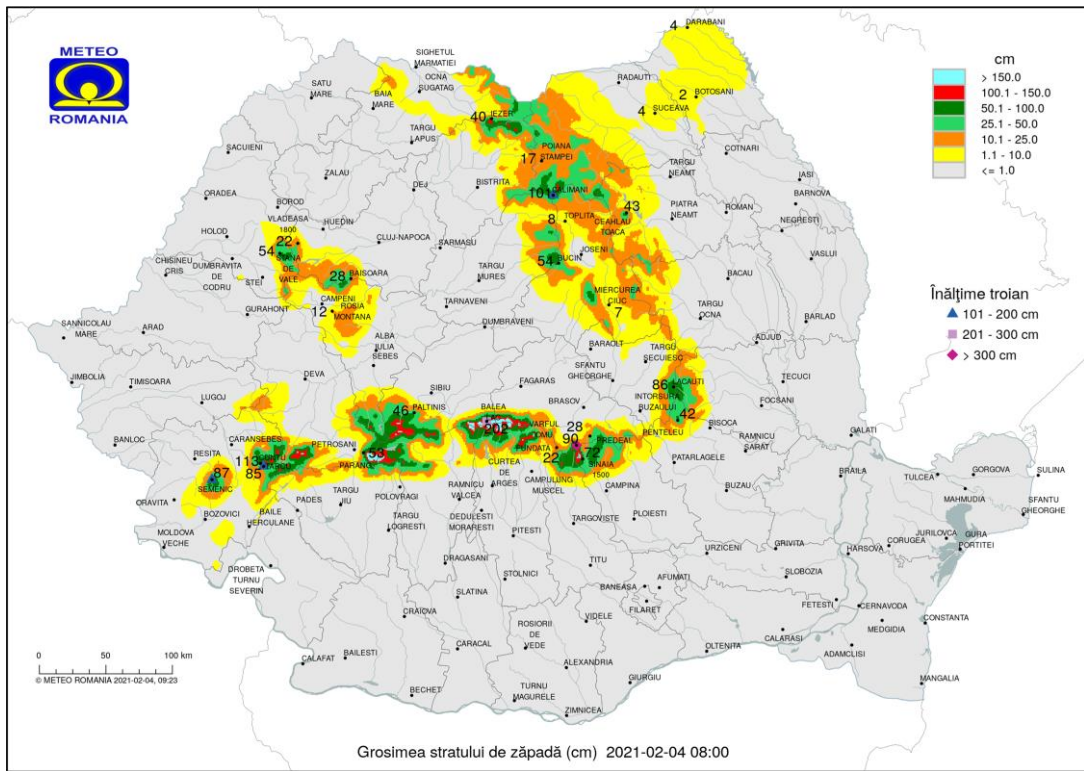 METEO
ROMANIA
cm
> 150.0
100.1 - 150.0
50.1 - 100.0
25.1 - 50.0
10.1 - 25.0
1.1 - 10.0
<= 1.0
Înălţime troian
101 - 200 cm
201 - 300 cm
> 300 cm
4 DARABANI
SIGHETUL
MARMATIEI
OCNA
SUGATAG
RADAUTI
SATU
MARE
BAIA
MARE
2 BOTOSANI
4 SUCEAVA
40 IEZER
TARGU
LAPUS
COTNARI
SACUIENI
POIANA
17 STAMPEI
TARGU
NEAMT
IASI
ZALAU
DEJ
BISTRITA
BARNOVA
ORADEA
101 CALIMANI
BOROD
PIATRA
NEAMT
ROMAN
NEGRESTI
VLADEASA
1800
HUEDIN
8 TOPLITA
43
CEAHLAU
TOACA
HOLOD
22
CLUJ-NAPOCA
SARMASU
54 STANA
DE
VALE
JOSENI
VASLUI
CHISINEU
CRIS
DUMBRAVITA
DE
CODRU
STEI
28 BAISOARA
TARGU
MURES
54 BUCIN
BACAU
CAMPENI
12 ROSIA
MONTANA
MIERCUREA
CIUC
7
GURAHONT
TARNAVENI
TARGU
OCNA
BARLAD
SANNICOLAU
MARE
ARAD
DUMBRAVENI
ALBA
IULIA
SEBES
BARAOLT
TARGU
SECUIESC
ADJUD
SFANTU
GHEORGHE
JIMBOLIA
TIMISOARA
DEVA
FAGARAS
86 LACAUTI
TECUCI
LUGOJ
SIBIU
BRASOV
INTORSURA
BUZAULUI
FOCSANI
46 PALTINIS
BALEA
LAC
202
42
PENTELEU
BISOCA
GALATI
BANLOC
CARANSEBES
PETROSANI
VARFUL
OMU
28
90
PREDEAL
RAMNICU
SARAT
RESITA
CUNTU
113 TARCU
85
PARANG
53
FUNDATA
22
72
SINAIA
1500
PATARLAGELE
BRAILA
TULCEA
GORGOVA
SULINA
87
SEMENIC
CURTEA
DE
ARGES
CAMPULUNG
MUSCEL
CAMPINA
BUZAU
MAHMUDIA
SFANTU
GHEORGHE
ORAVITA
PADES
TARGU
JIU
POLOVRAGI
RAMNICU
VALCEA
BOZOVICI
BAILE
HERCULANE
DEDULESTI
MORARESTI
TARGOVISTE
PLOIESTI
JURILOVCA
GURA
PORTITEI
MOLDOVA
VECHE
TARGU
LOGRESTI
PITESTI
CORUGEA
URZICENI
GRIVITA
HARSOVA
DROBETA
TURNU
SEVERIN
DRAGASANI
TITU
STOLNICI
BANEASA
AFUMATI
SLOBOZIA
SLATINA
FILARET
FETESTI
CERNAVODA
CRAIOVA
VIDELE
MEDGIDIA
CONSTANTA
ROSIORII
DE
VEDE
CALARASI
CARACAL
OLTENITA
ADAMCLISI
CALAFAT
BAILESTI
ALEXANDRIA
GIURGIU
MANGALIA
BECHET
TURNU
MAGURELE
ZIMNICEA
0 50 100 km
© METEO ROMANIA 2021-02-04, 09:23
Grosimea stratului de zăpadă (cm) 2021-02-04 08:00